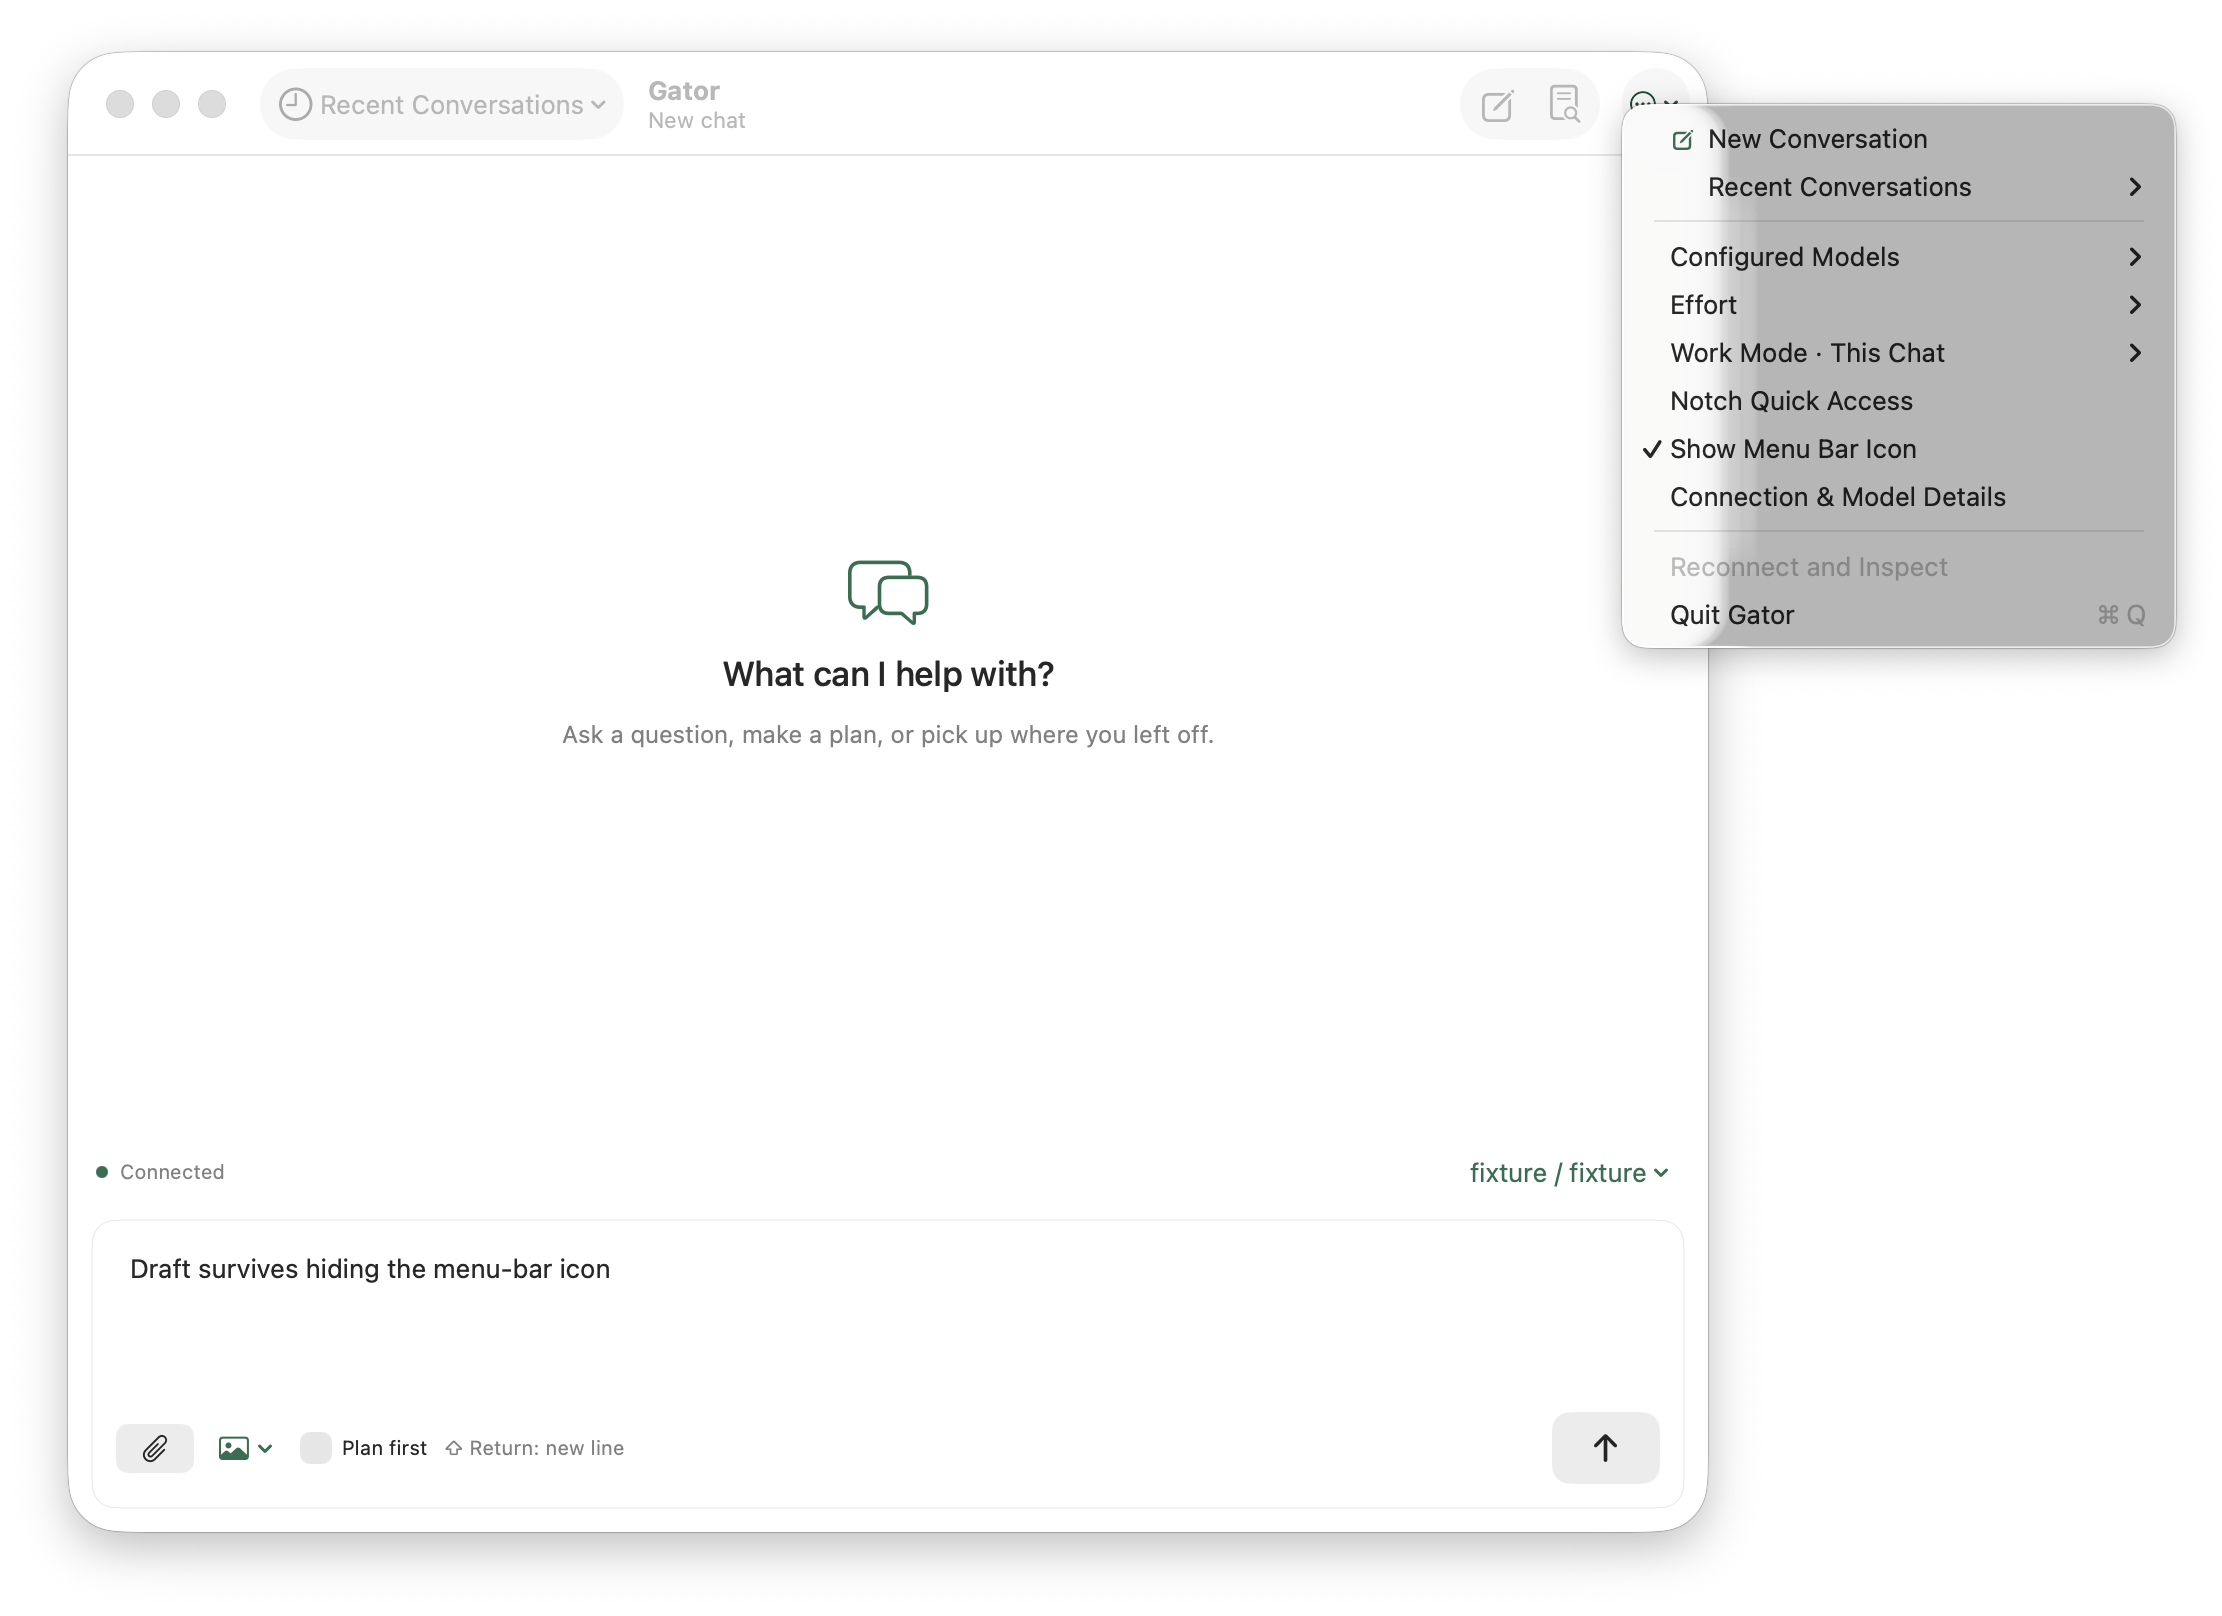 Recent Conversations
Gator
New chat
New Conversation
Recent Conversations
Configured Models
Effort
Work Mode · This Chat
Notch Quick Access
✓ Show Menu Bar Icon
Connection & Model Details
Reconnect and Inspect
Quit Gator ⌘ Q
What can I help with?
Ask a question, make a plan, or pick up where you left off.
Connected
fixture / fixture
Draft survives hiding the menu-bar icon
Plan first ⇧ Return: new line